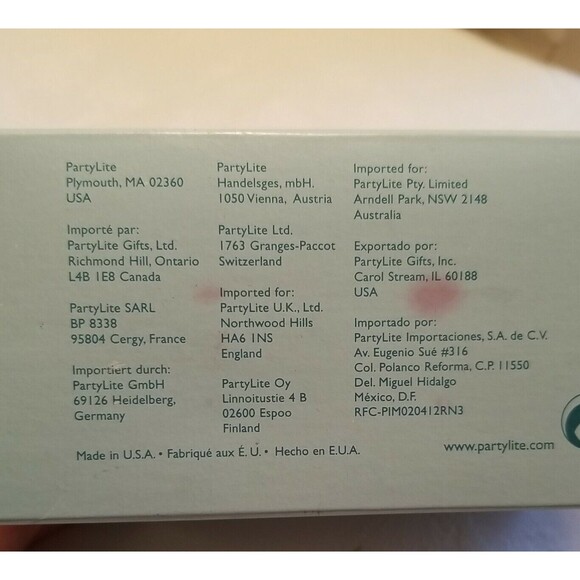 PartyLite
Plymouth, MA 02360
USA
Importé par:
PartyLite Gifts, Ltd.
Richmond Hill, Ontario
L4B 1E8 Canada
PartyLite SARL
BP 8338
95804 Cergy, France
Importiert durch:
PartyLite GmbH
69126 Heidelberg,
Germany
PartyLite
Handelsges, mbH.
1050 Vienna, Austria
PartyLite Ltd.
1763 Granges-Paccot
Switzerland
Imported for:
PartyLite U.K., Ltd.
Northwood Hills
HA6 1NS
England
PartyLite Oy
Linnoitustie 4 B
02600 Espoo
Finland
Imported for:
PartyLite Pty. Limited
Arndell Park, NSW 2148
Australia
Exportado por:
PartyLite Gifts, Inc.
Carol Stream, IL 60188
USA
Importado por:
PartyLite Importaciones, S.A. de C.V.
Av. Eugenio Sué #316
Col. Polanco Reforma, C.P. 11550
Del. Miguel Hidalgo
México, D.F.
RFC-PIM020412RN3
Made in U.S.A. • Fabriqué aux É.U. • Hecho en E.U.A.
www.partylite.com